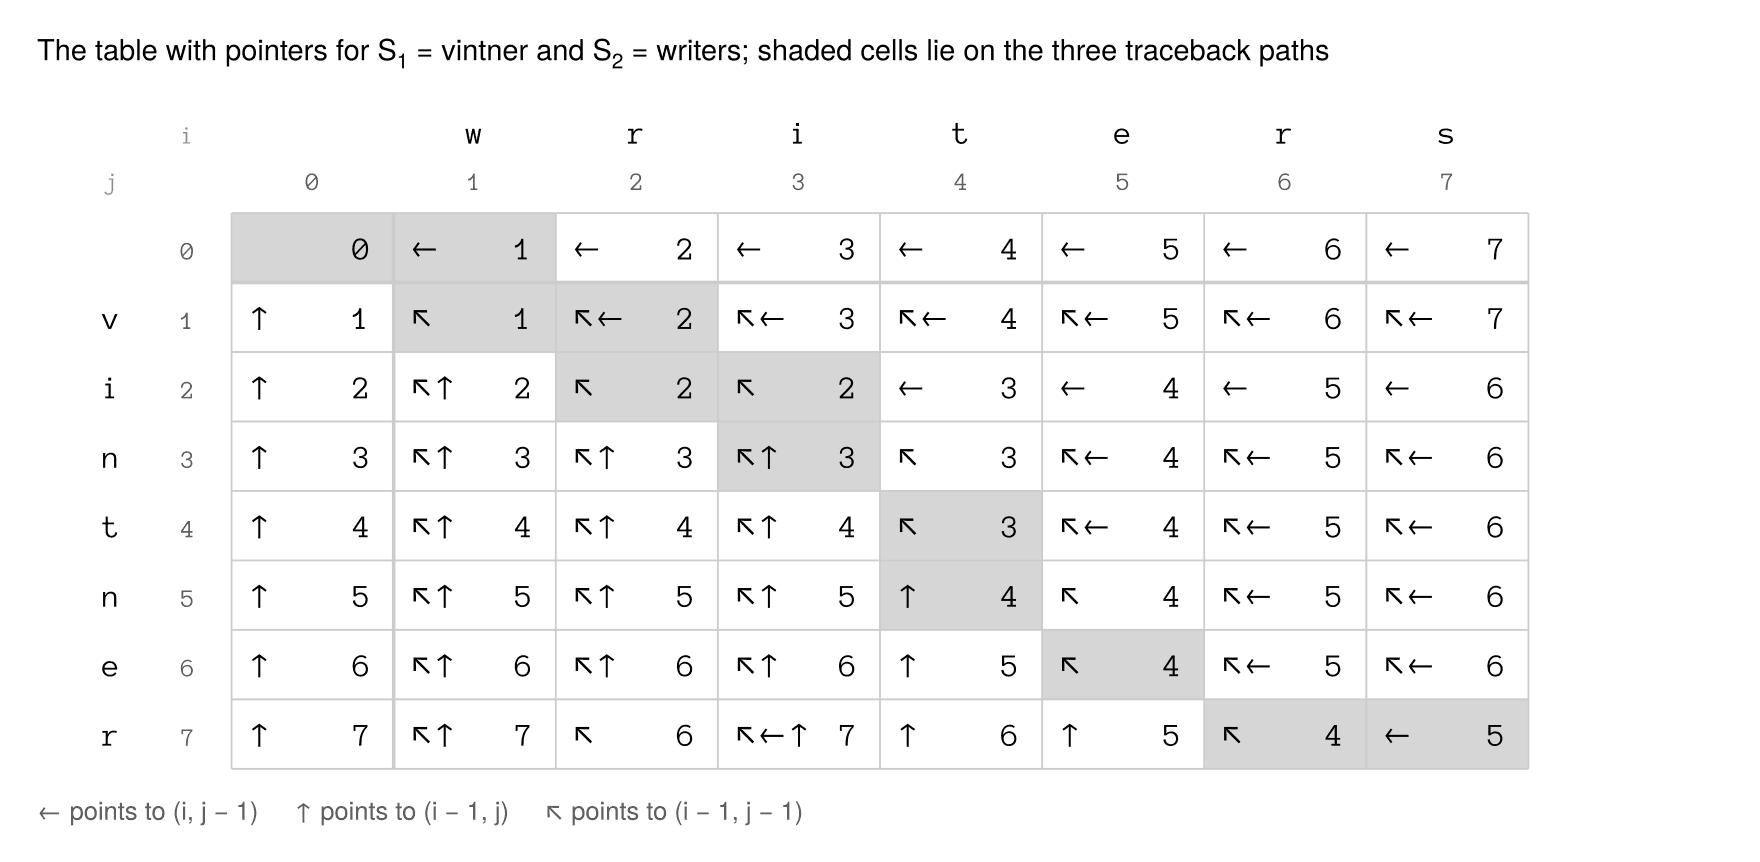 The table with pointers for S₁ = vintner and S₂ = writers; shaded cells lie on the three traceback paths
i w r i t e r s
j 0 1 2 3 4 5 6 7
0 0 ← 1 ← 2 ← 3 ← 4 ← 5 ← 6 ← 7
v 1 ↑ 1 ↖ 1 ↖← 2 ↖← 3 ↖← 4 ↖← 5 ↖← 6 ↖← 7
i 2 ↑ 2 ↖↑ 2 ↖ 2 ↖ 2 ← 3 ← 4 ← 5 ← 6
n 3 ↑ 3 ↖↑ 3 ↖↑ 3 ↖↑ 3 ↖ 3 ↖← 4 ↖← 5 ↖← 6
t 4 ↑ 4 ↖↑ 4 ↖↑ 4 ↖↑ 4 ↖ 3 ↖← 4 ↖← 5 ↖← 6
n 5 ↑ 5 ↖↑ 5 ↖↑ 5 ↖↑ 5 ↑ 4 ↖ 4 ↖← 5 ↖← 6
e 6 ↑ 6 ↖↑ 6 ↖↑ 6 ↖↑ 6 ↑ 5 ↖ 4 ↖← 5 ↖← 6
r 7 ↑ 7 ↖↑ 7 ↖ 6 ↖←↑ 7 ↑ 6 ↑ 5 ↖ 4 ← 5
← points to (i, j − 1) ↑ points to (i − 1, j) ↖ points to (i − 1, j − 1)